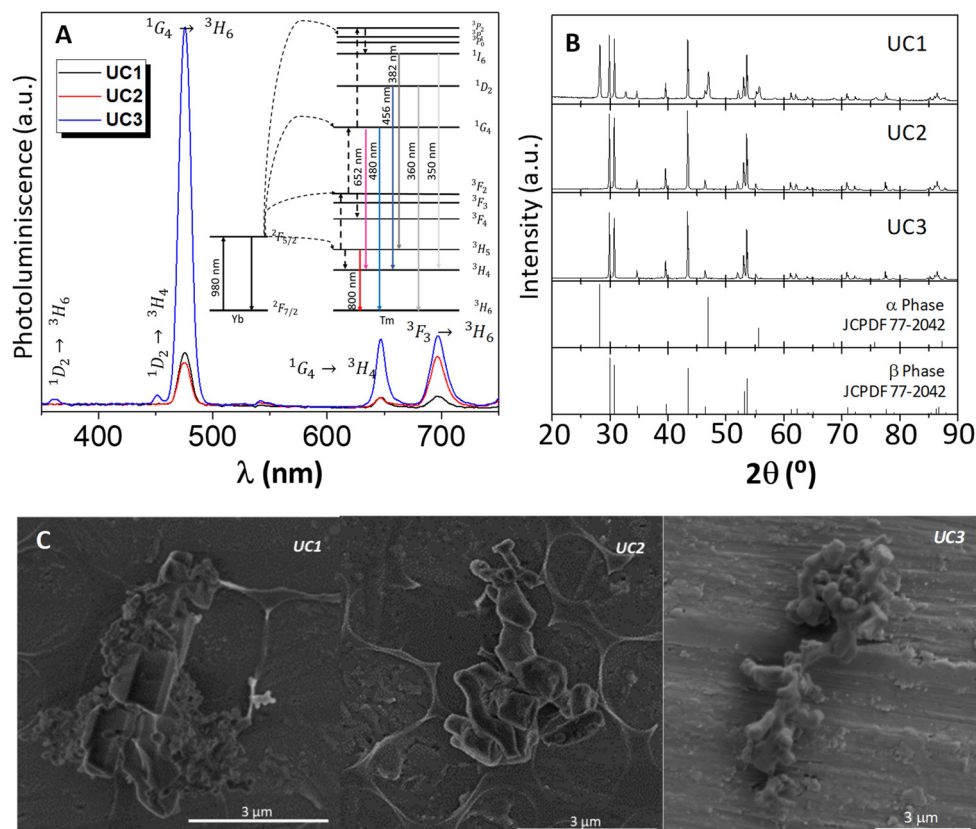 A
¹G₄ → ³H₆
UC1
UC2
UC3
Photoluminiscence (a.u.)
¹D₂ → ³H₆
¹D₂ → ³H₄
¹G₄ → ³H₄
³F₃ → ³H₆
³P₂
³P₀
¹I₆
382 nm
¹D₂
456 nm
¹G₄
652 nm
480 nm
360 nm
350 nm
³F₂
³F₃
³F₄
²F₅/₂
³H₅
³H₄
980 nm
800 nm
²F₇/₂
³H₆
Yb
Tm
400
500
600
700
λ (nm)
B
UC1
UC2
UC3
Intensity (a.u.)
α Phase
JCPDF 77-2042
β Phase
JCPDF 77-2042
20 30 40 50 60 70 80 90
2θ (º)
C
UC1
UC2
UC3
3 µm
3 µm
3 µm